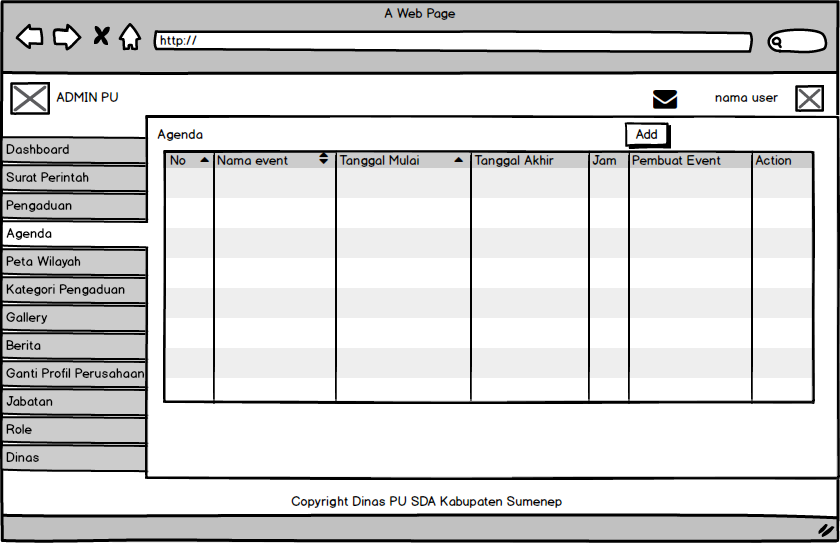 A Web Page
http://
ADMIN PU
nama user
Agenda
Add
Dashboard
Surat Perintah
Pengaduan
Agenda
Peta Wilayah
Kategori Pengaduan
Gallery
Berita
Ganti Profil Perusahaan
Jabatan
Role
Dinas
No Nama event Tanggal Mulai Tanggal Akhir Jam Pembuat Event Action
Copyright Dinas PU SDA Kabupaten Sumenep